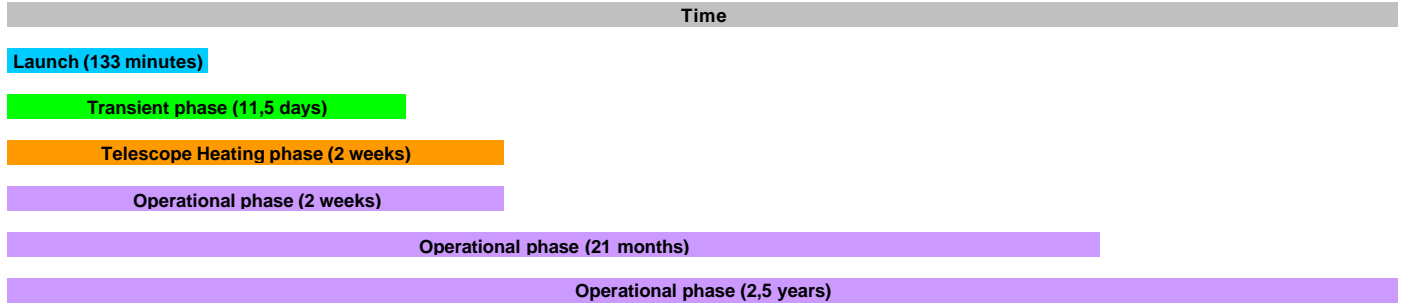 Time
Launch (133 minutes)
Transient phase (11,5 days)
Telescope Heating phase (2 weeks)
Operational phase (2 weeks)
Operational phase (21 months)
Operational phase (2,5 years)